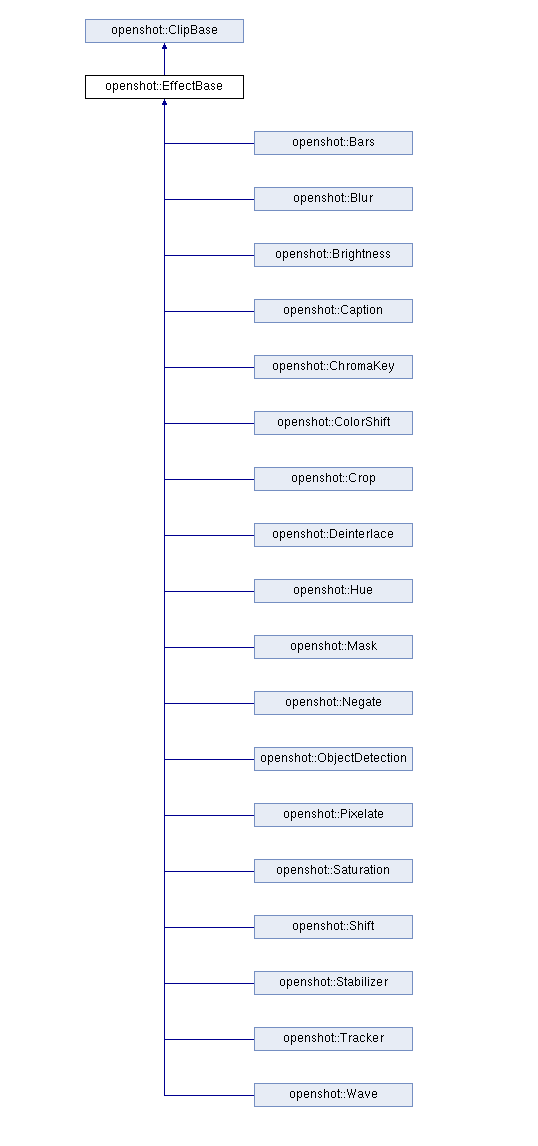 openshot::ClipBase
openshot::EffectBase
openshot::Bars
openshot::Blur
openshot::Brightness
openshot::Caption
openshot::ChromaKey
openshot::ColorShift
openshot::Crop
openshot::Deinterlace
openshot::Hue
openshot::Mask
openshot::Negate
openshot::ObjectDetection
openshot::Pixelate
openshot::Saturation
openshot::Shift
openshot::Stabilizer
openshot::Tracker
openshot::Wave